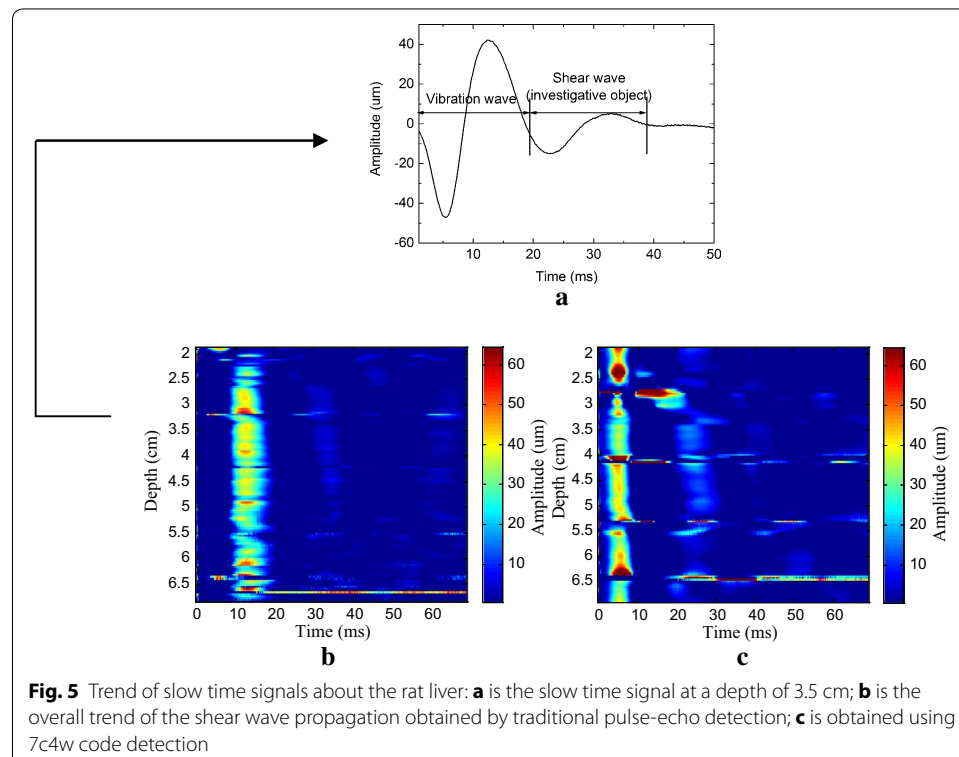 40
20
0
-20
-40
-60
Amplitude (um)
Vibration wave
Shear wave
(investigative object)
10 20 30 40 50
Time (ms)
a
2
2.5
3
3.5
4
4.5
5
5.5
6
6.5
Depth (cm)
0 10 20 30 40 50 60
Time (ms)
60
50
40
30
20
10
Amplitude (um)
b
2
2.5
3
3.5
4
4.5
5
5.5
6
6.5
Depth (cm)
0 10 20 30 40 50 60
Time (ms)
60
50
40
30
20
10
Amplitude (um)
c
Fig. 5 Trend of slow time signals about the rat liver: a is the slow time signal at a depth of 3.5 cm; b is the
overall trend of the shear wave propagation obtained by traditional pulse-echo detection; c is obtained using
7c4w code detection